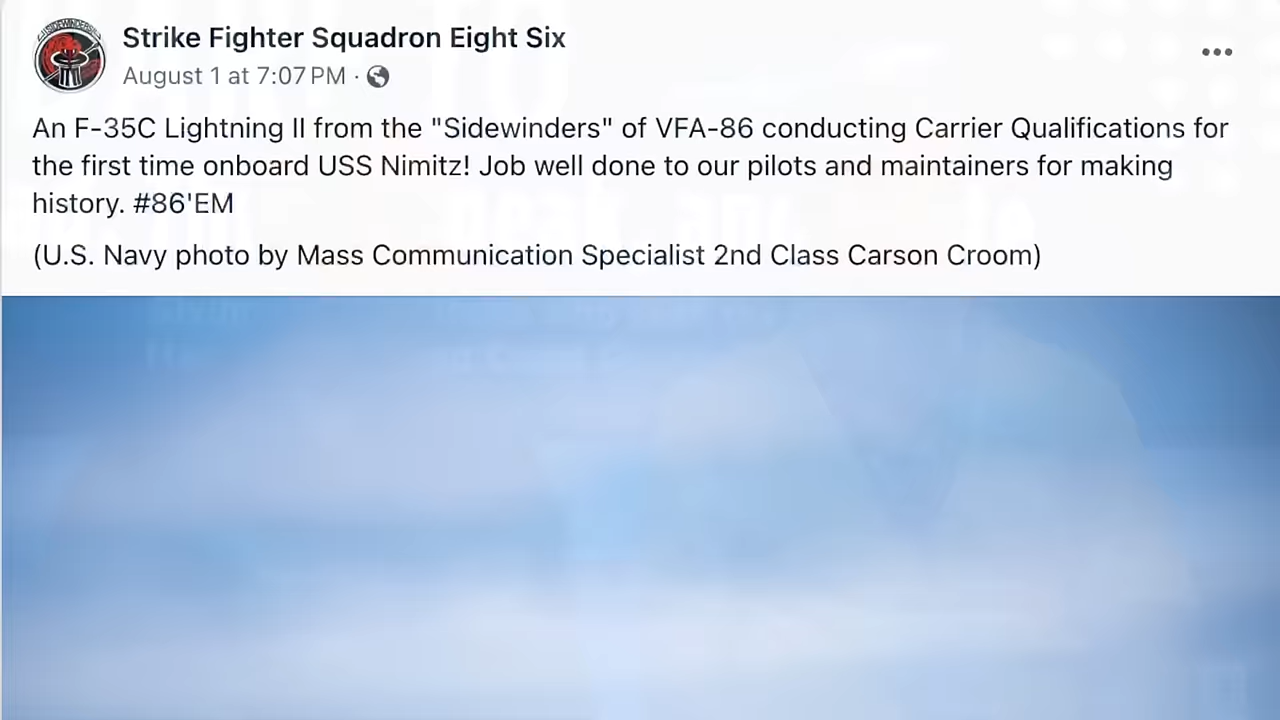 SIDEWINDERS
Strike Fighter Squadron Eight Six
August 1 at 7:07 PM ·
An F-35C Lightning II from the "Sidewinders" of VFA-86 conducting Carrier Qualifications for
the first time onboard USS Nimitz! Job well done to our pilots and maintainers for making
history. #86'EM
(U.S. Navy photo by Mass Communication Specialist 2nd Class Carson Croom)